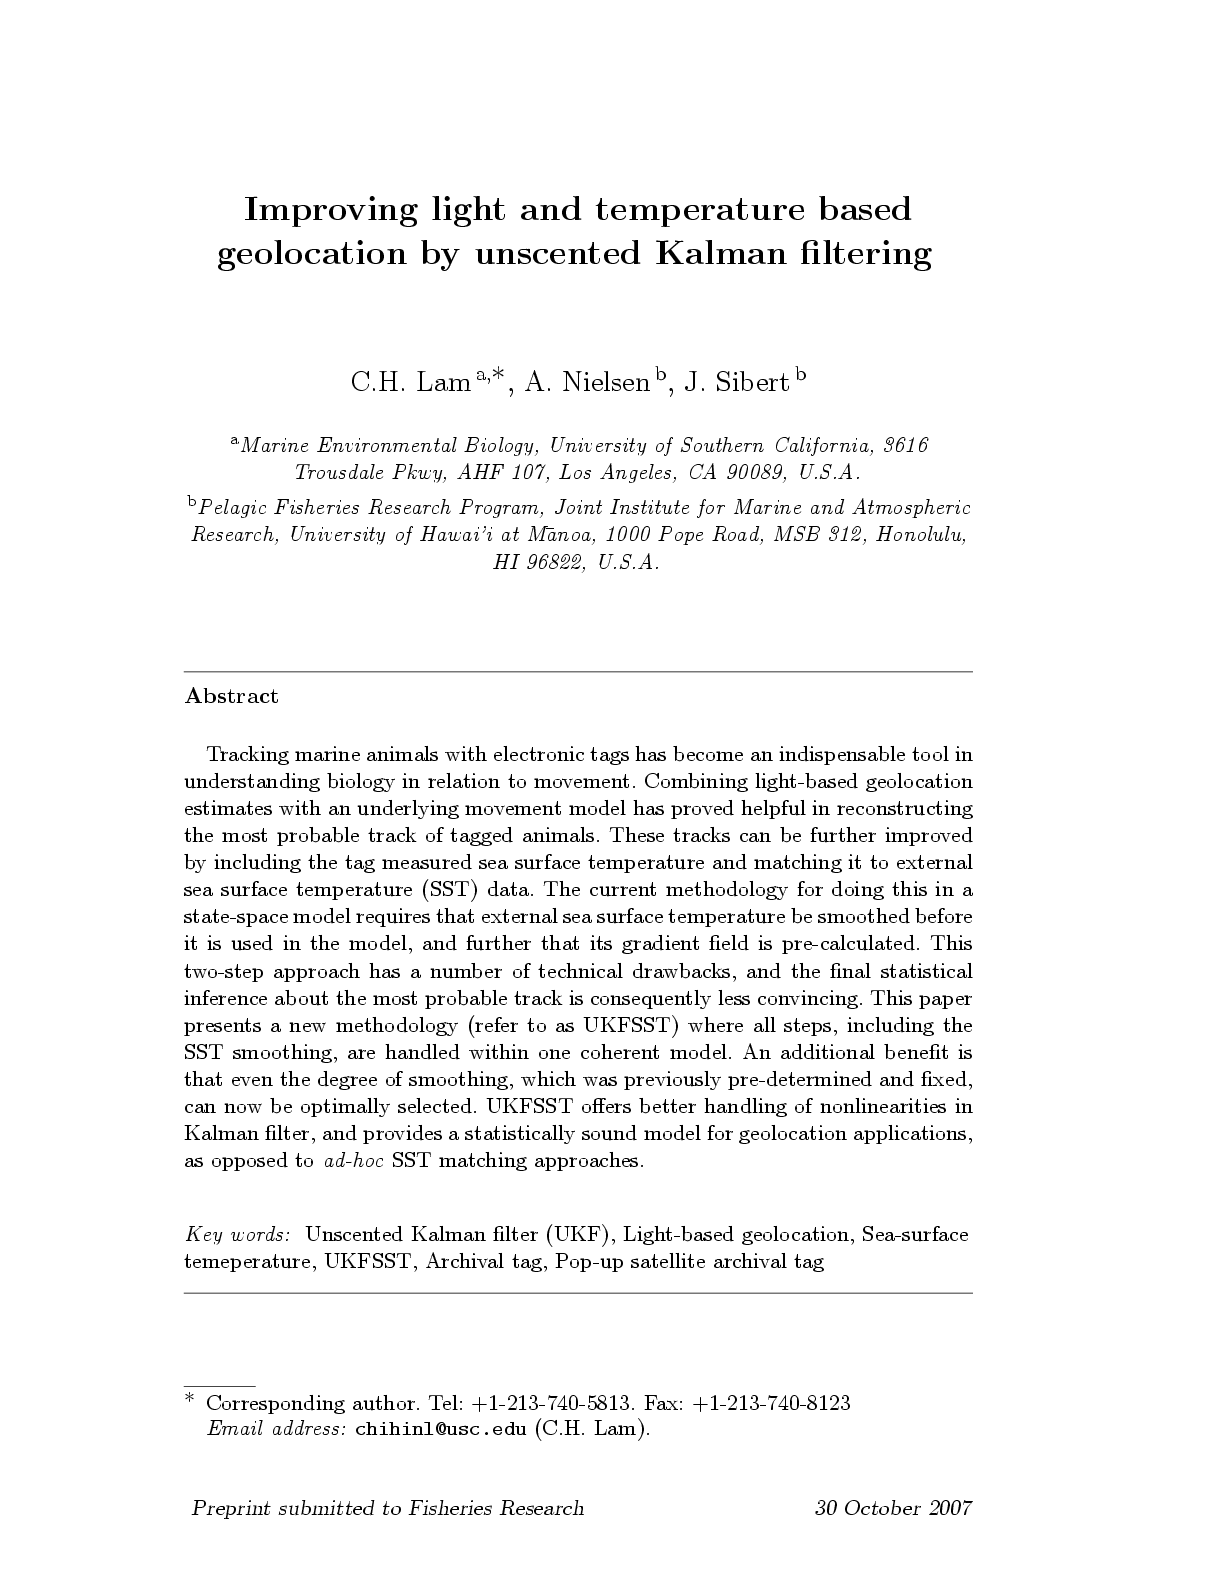 Improving light and temperature based
geolocation by unscented Kalman filtering
C.H. Lam a,*, A. Nielsen b, J. Sibert b
aMarine Environmental Biology, University of Southern California, 3616
Trousdale Pkwy, AHF 107, Los Angeles, CA 90089, U.S.A.
bPelagic Fisheries Research Program, Joint Institute for Marine and Atmospheric
Research, University of Hawai'i at Mānoa, 1000 Pope Road, MSB 312, Honolulu,
HI 96822, U.S.A.
Abstract
Tracking marine animals with electronic tags has become an indispensable tool in
understanding biology in relation to movement. Combining light-based geolocation
estimates with an underlying movement model has proved helpful in reconstructing
the most probable track of tagged animals. These tracks can be further improved
by including the tag measured sea surface temperature and matching it to external
sea surface temperature (SST) data. The current methodology for doing this in a
state-space model requires that external sea surface temperature be smoothed before
it is used in the model, and further that its gradient field is pre-calculated. This
two-step approach has a number of technical drawbacks, and the final statistical
inference about the most probable track is consequently less convincing. This paper
presents a new methodology (refer to as UKFSST) where all steps, including the
SST smoothing, are handled within one coherent model. An additional benefit is
that even the degree of smoothing, which was previously pre-determined and fixed,
can now be optimally selected. UKFSST offers better handling of nonlinearities in
Kalman filter, and provides a statistically sound model for geolocation applications,
as opposed to ad-hoc SST matching approaches.
Key words: Unscented Kalman filter (UKF), Light-based geolocation, Sea-surface
temeperature, UKFSST, Archival tag, Pop-up satellite archival tag
* Corresponding author. Tel: +1-213-740-5813. Fax: +1-213-740-8123
Email address: chihinl@usc.edu (C.H. Lam).
Preprint submitted to Fisheries Research 30 October 2007